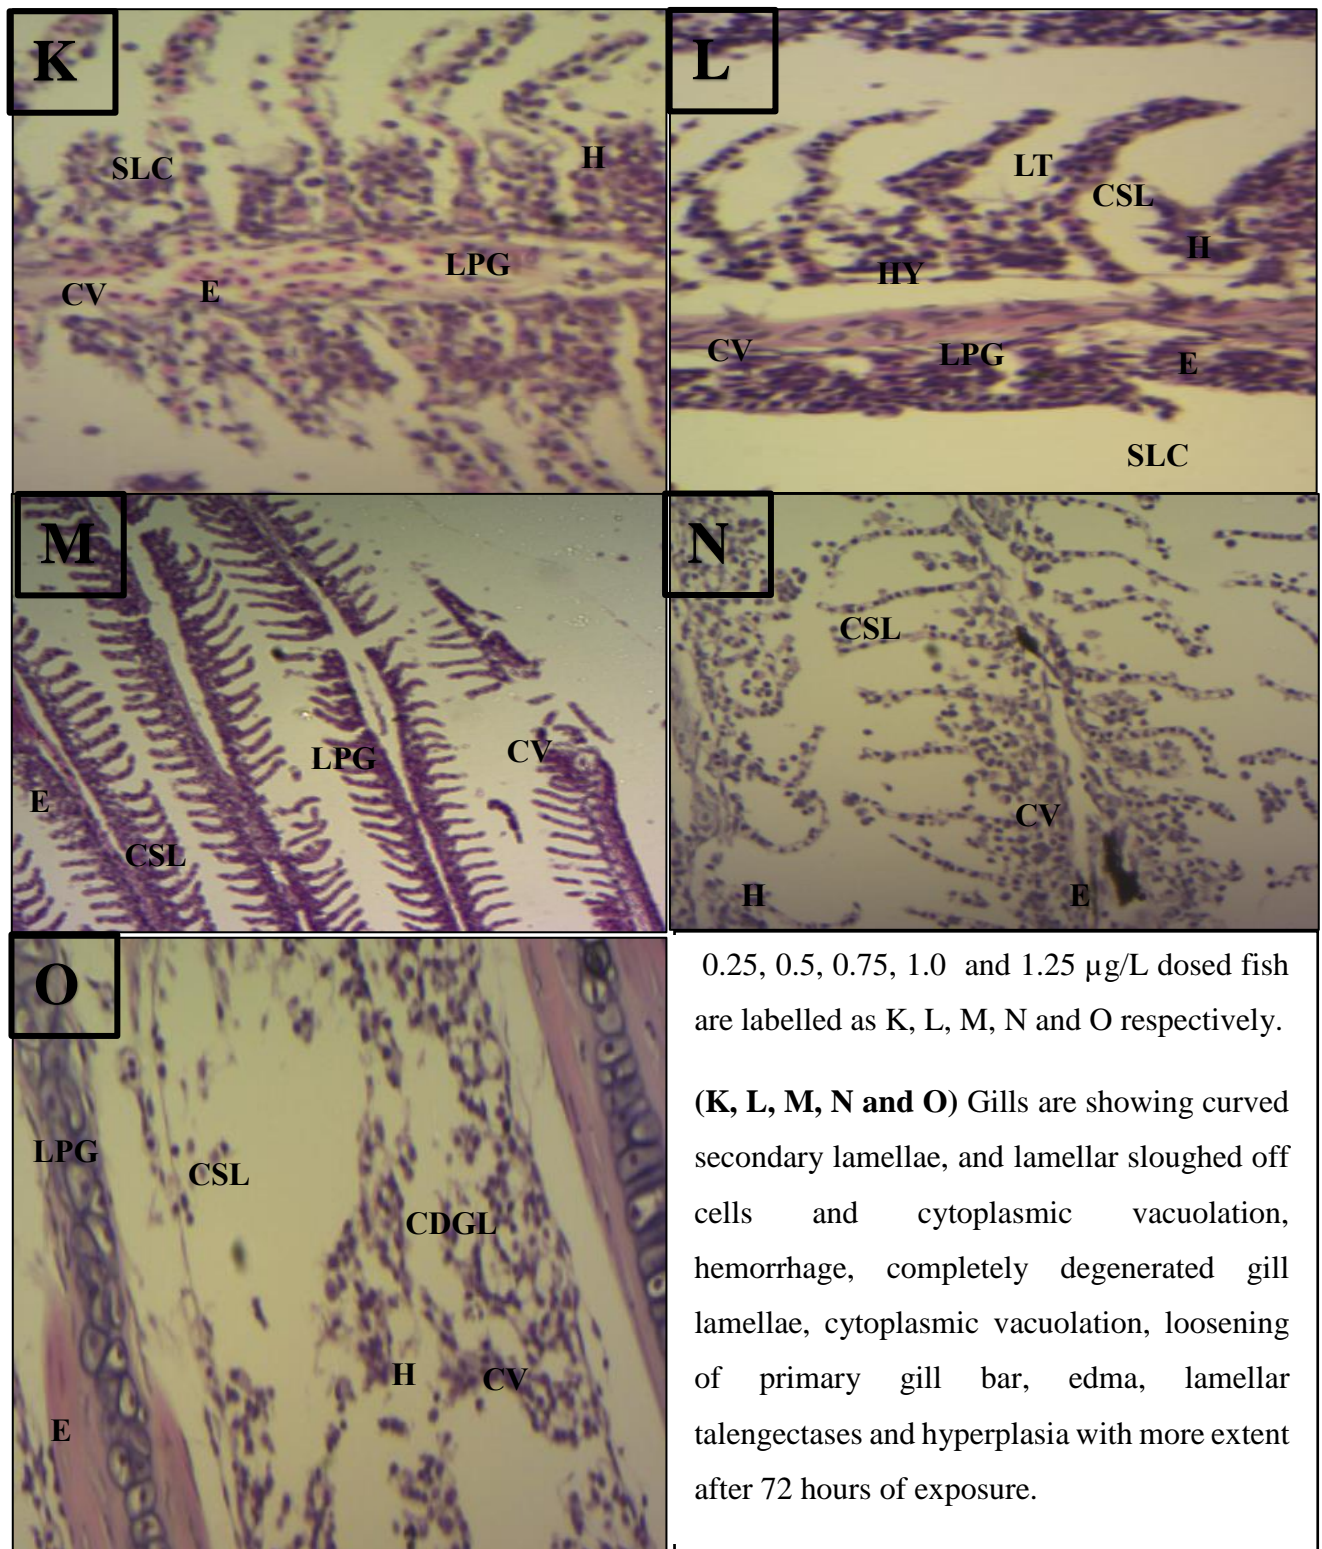 K
SLC
H
LPG
CV
E
L
LT
CSL
H
HY
CV
LPG
E
SLC
M
LPG
CV
E
CSL
N
CSL
CV
H
E
O
LPG
CSL
CDGL
H
CV
E
0.25, 0.5, 0.75, 1.0 and 1.25 µg/L dosed fish
are labelled as K, L, M, N and O respectively.
(K, L, M, N and O) Gills are showing curved
secondary lamellae, and lamellar sloughed off
cells and cytoplasmic vacuolation,
hemorrhage, completely degenerated gill
lamellae, cytoplasmic vacuolation, loosening
of primary gill bar, edma, lamellar
talengectases and hyperplasia with more extent
after 72 hours of exposure.